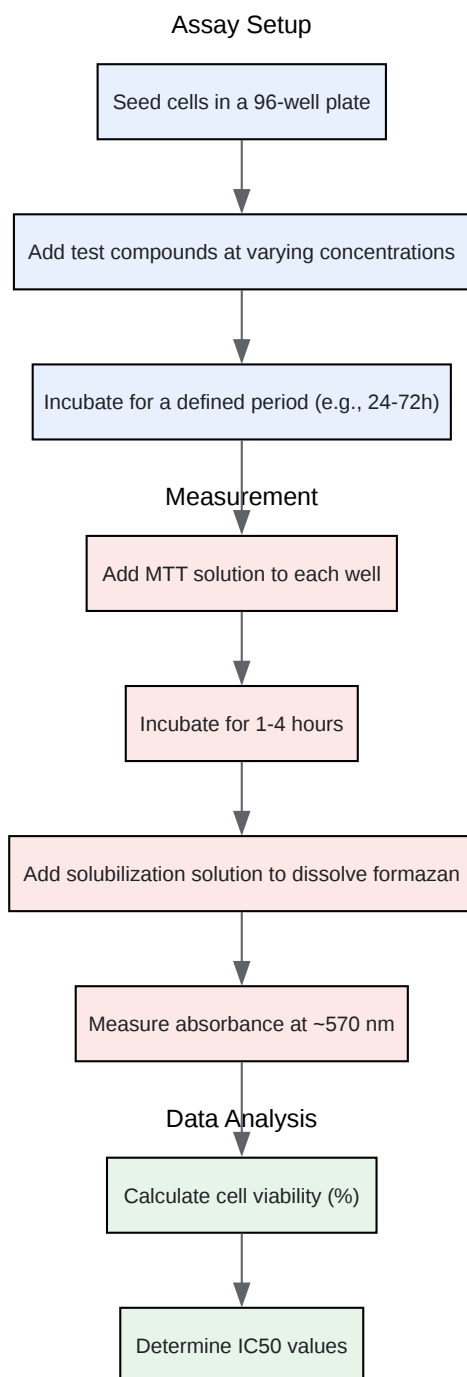 Assay Setup
Seed cells in a 96-well plate
Add test compounds at varying concentrations
Incubate for a defined period (e.g., 24-72h)
Measurement
Add MTT solution to each well
Incubate for 1-4 hours
Add solubilization solution to dissolve formazan
Measure absorbance at ~570 nm
Data Analysis
Calculate cell viability (%)
Determine IC50 values